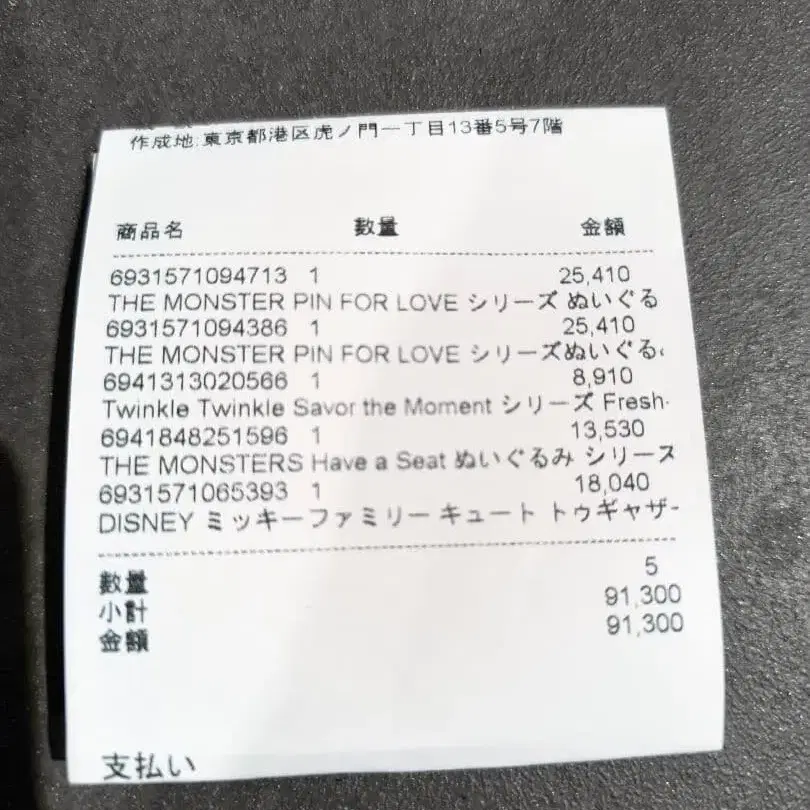 作成地:東京都港区虎ノ門一丁目13番5号7階
商品名 数量 金額
6931571094713 1 25,410
THE MONSTER PIN FOR LOVE シリーズ ぬいぐる
6931571094386 1 25,410
THE MONSTER PIN FOR LOVE シリーズぬいぐる
6941313020566 1 8,910
Twinkle Twinkle Savor the Moment シリーズ Fresh-
6941848251596 1 13,530
THE MONSTERS Have a Seat ぬいぐるみ シリーズ
6931571065393 1 18,040
DISNEY ミッキーファミリー キュート トゥギャザー
数量 5
小計 91,300
金額 91,300
支払い